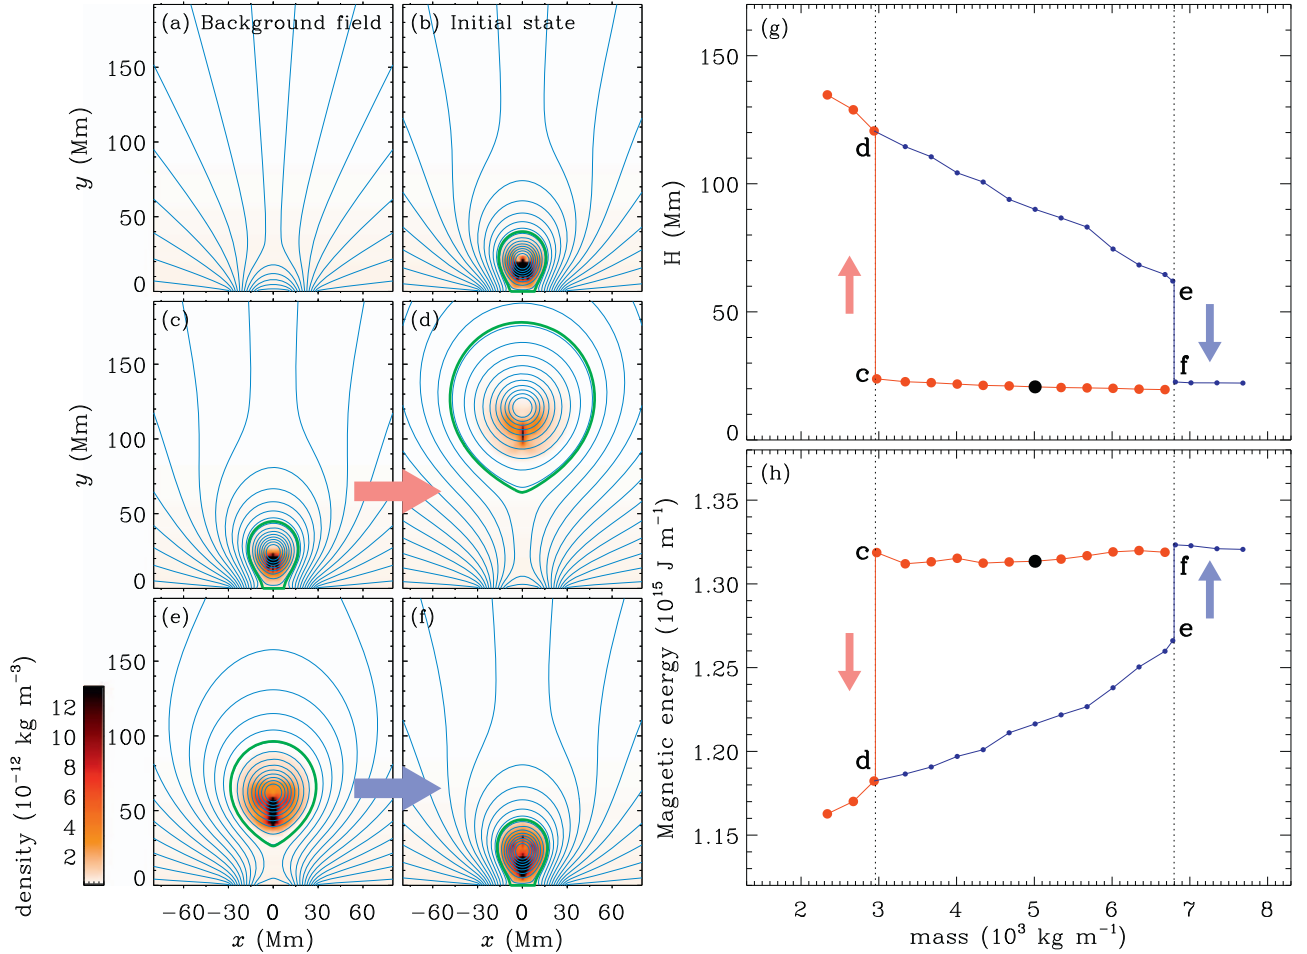 (a) Background field
(b) Initial state
150
100
50
0
y (Mm)
(c)
(d)
150
100
50
0
y (Mm)
(e)
(f)
150
100
50
0
density (10⁻¹² kg m⁻³)
12
10
8
6
4
2
−60 −30 0 30 60
x (Mm)
−60 −30 0 30 60
x (Mm)
(g)
150
100
50
0
H (Mm)
d
c
e
f
(h)
1.35
1.30
1.25
1.20
1.15
Magnetic energy (10¹⁵ J m⁻¹)
c
f
e
d
2 3 4 5 6 7 8
mass (10³ kg m⁻¹)